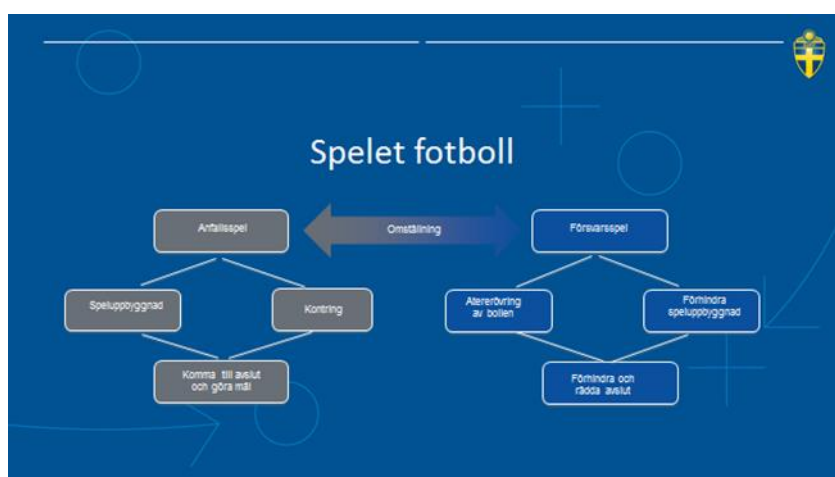 Spelet fotboll
Anfallsspel
Omställning
Försvarsspel
Speluppbyggnad
Kontring
Återerövring
av bollen
Förhindra
speluppbyggnad
Komma till avslut
och göra mål
Förhindra och
rädda avslut